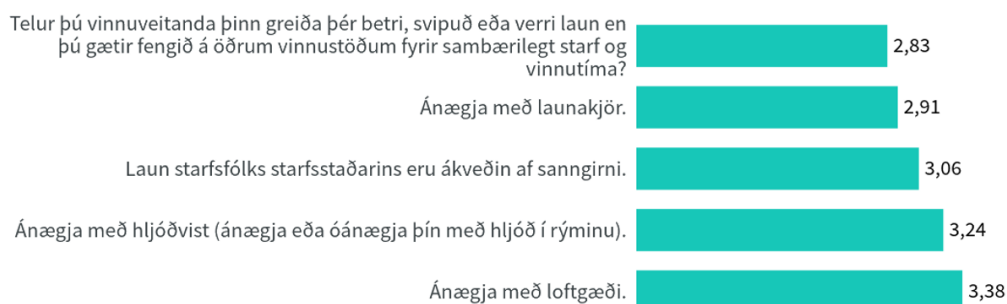 Telur þú vinnuveitanda þinn greiða þér betri, svipuð eða verri laun en
þú gætir fengið á öðrum vinnustöðum fyrir sambærilegt starf og
vinnutíma?
2,83
Ánægja með launakjör.
2,91
Laun starfsfólks starfsstaðarins eru ákveðin af sanngirni.
3,06
Ánægja með hljóðvist (ánægja eða óánægja þín með hljóð í rýminu).
3,24
Ánægja með loftgæði.
3,38